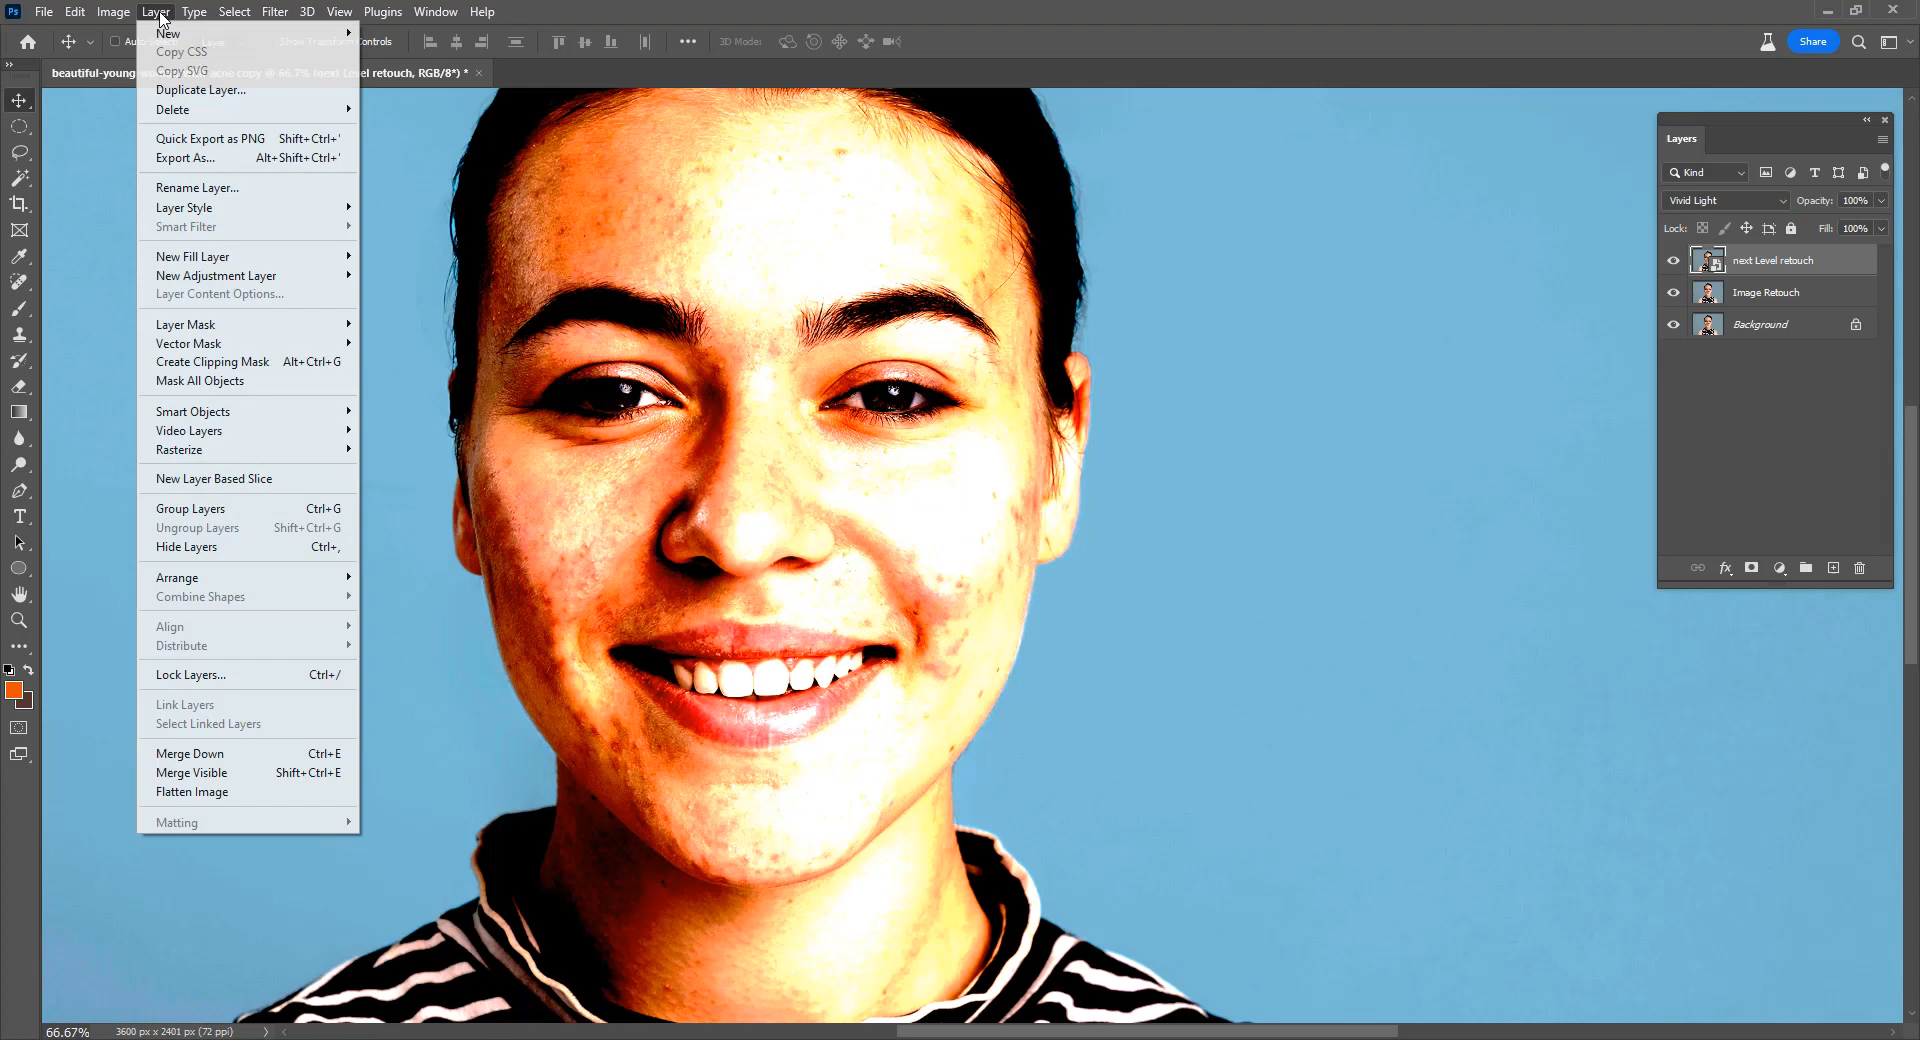 Ps File Edit Image Layer Type Select Filter 3D View Plugins Window Help
Show Transform Controls 3D Mode: Share
beautiful-young- acne copy @ 66.7% (next Level retouch, RGB/8*) *
New
Copy CSS
Copy SVG
Duplicate Layer...
Delete
Quick Export as PNG Shift+Ctrl+'
Export As... Alt+Shift+Ctrl+'
Rename Layer...
Layer Style
Smart Filter
New Fill Layer
New Adjustment Layer
Layer Content Options...
Layer Mask
Vector Mask
Create Clipping Mask Alt+Ctrl+G
Mask All Objects
Smart Objects
Video Layers
Rasterize
New Layer Based Slice
Group Layers Ctrl+G
Ungroup Layers Shift+Ctrl+G
Hide Layers Ctrl+,
Arrange
Combine Shapes
Align
Distribute
Lock Layers... Ctrl+/
Link Layers
Select Linked Layers
Merge Down Ctrl+E
Merge Visible Shift+Ctrl+E
Flatten Image
Matting
Layers
Kind
Vivid Light Opacity: 100%
Lock: Fill: 100%
next Level retouch
Image Retouch
Background
66.67% 3600 px x 2401 px (72 ppi)